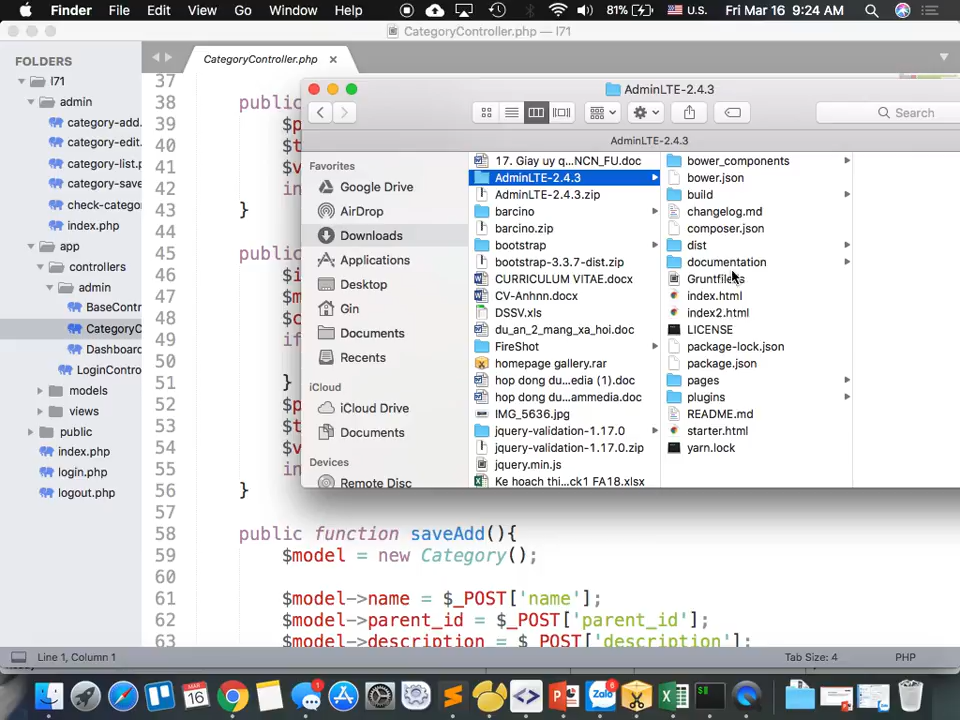 Finder File Edit View Go Window Help 81% U.S. Fri Mar 16 9:24 AM
CategoryController.php — l71
FOLDERS
l71
admin
category-add.
category-edit.
category-list.p
category-save
check-catego
index.php
app
controllers
admin
BaseContr
CategoryC
Dashboard
LoginContro
models
views
public
index.php
login.php
logout.php
CategoryController.php
37
38 public
39 $p
40 $t
41 $v
42 in
43 }
44
45 public
46 $i
47 $m
48 $c
49 if
50
51 }
52 $p
53 $t
54 $v
55 in
56 }
57
58 public function saveAdd(){
59 $model = new Category();
60
61 $model->name = $_POST['name'];
62 $model->parent_id = $_POST['parent_id'];
63 $model->description = $_POST['description'];
AdminLTE-2.4.3
Search
AdminLTE-2.4.3
Favorites
Google Drive
AirDrop
Downloads
Applications
Desktop
Gin
Documents
Recents
iCloud
iCloud Drive
Documents
Devices
Remote Disc
17. Giay uy q...NCN_FU.doc
AdminLTE-2.4.3
AdminLTE-2.4.3.zip
barcino
barcino.zip
bootstrap
bootstrap-3.3.7-dist.zip
CURRICULUM VITAE.docx
CV-Anhnn.docx
DSSV.xls
du_an_2_mang_xa_hoi.doc
FireShot
homepage gallery.rar
hop dong du...edia (1).doc
hop dong du...ammedia.doc
IMG_5636.jpg
jquery-validation-1.17.0
jquery-validation-1.17.0.zip
jquery.min.js
Ke hoach thi...ck1 FA18.xlsx
bower_components
bower.json
build
changelog.md
composer.json
dist
documentation
Gruntfile.js
index.html
index2.html
LICENSE
package-lock.json
package.json
pages
plugins
README.md
starter.html
yarn.lock
Line 1, Column 1 Tab Size: 4 PHP
MAR
16
1
Zalo
6